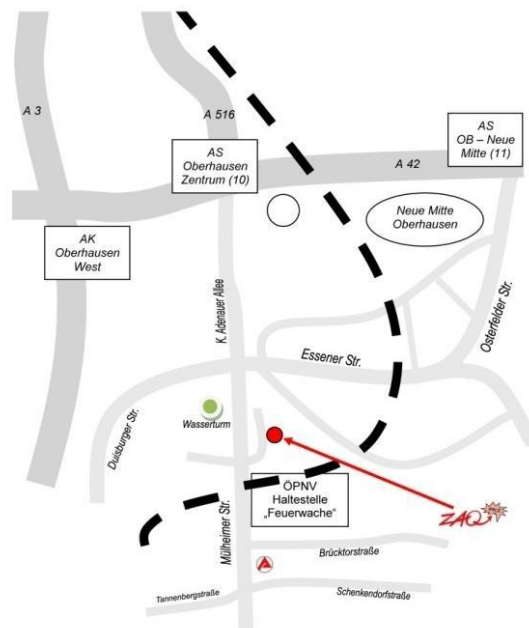 A 3
A 516
AS
Oberhausen
Zentrum (10)
A 42
AS
OB – Neue
Mitte (11)
AK
Oberhausen
West
Neue Mitte
Oberhausen
K. Adenauer Allee
Osterfelder Str.
Essener Str.
Duisburger Str.
Wasserturm
ÖPNV
Haltestelle
„Feuerwache“
ZAQ
Mülheimer Str.
Brücktorstraße
Tannenbergstraße
Schenkendorfstraße